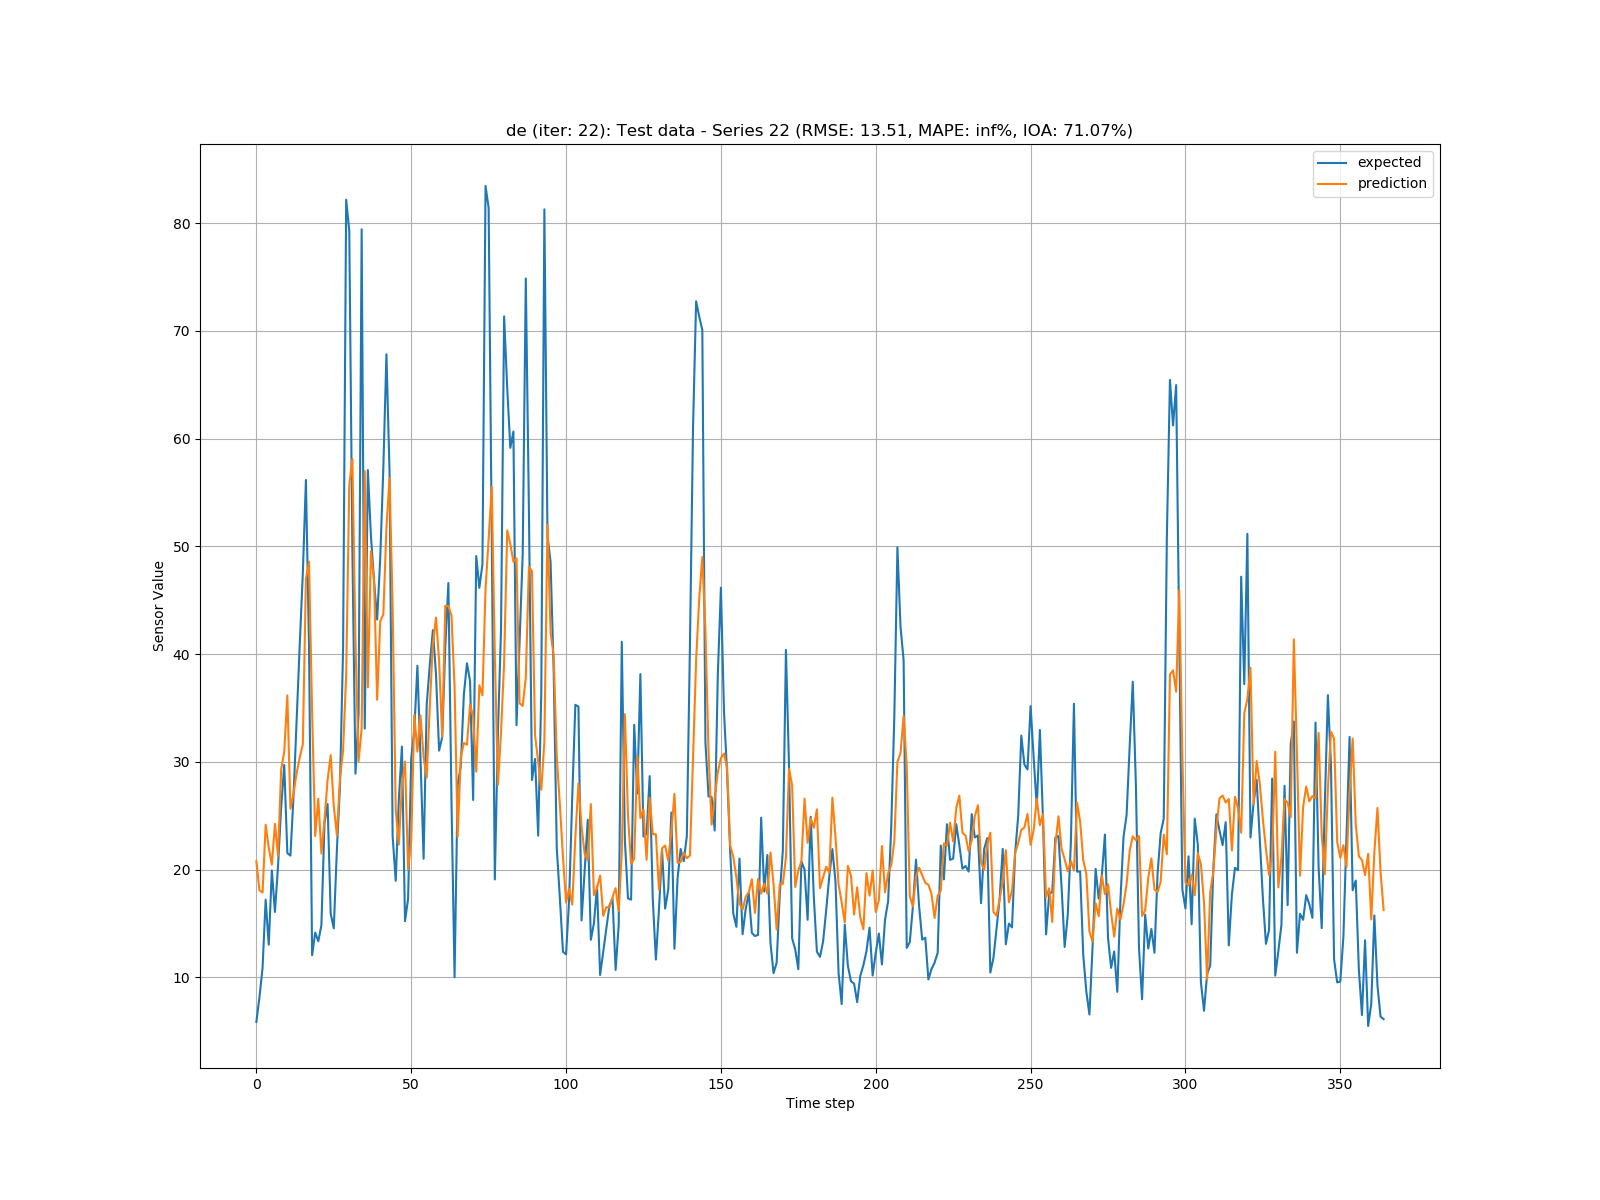 de (iter: 22): Test data - Series 22 (RMSE: 13.51, MAPE: inf%, IOA: 71.07%)
expected
prediction
80
70
60
50
40
30
20
10
Sensor Value
0 50 100 150 200 250 300 350
Time step